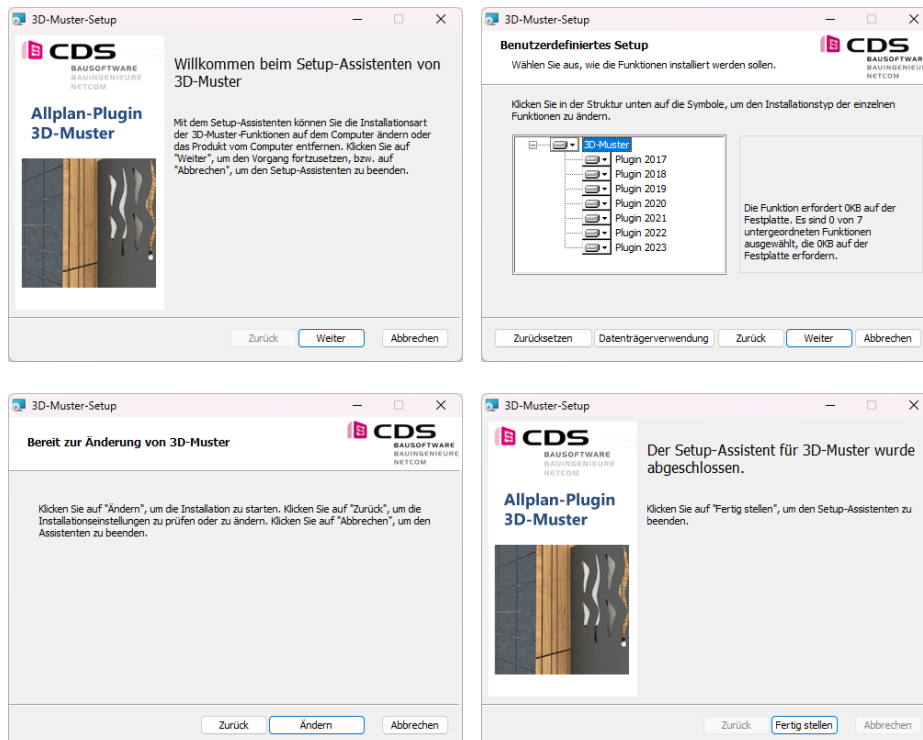 3D-Muster-Setup
CDS
BAUSOFTWARE
BAUINGENIEURE
NETCOM
Allplan-Plugin
3D-Muster
Willkommen beim Setup-Assistenten von
3D-Muster
Mit dem Setup-Assistenten können Sie die Installationsart
der 3D-Muster-Funktionen auf dem Computer ändern oder
das Produkt vom Computer entfernen. Klicken Sie auf
"Weiter", um den Vorgang fortzusetzen, bzw. auf
"Abbrechen", um den Setup-Assistenten zu beenden.
Zurück Weiter Abbrechen
3D-Muster-Setup
Benutzerdefiniertes Setup
Wählen Sie aus, wie die Funktionen installiert werden sollen.
CDS
BAUSOFTWARE
BAUINGENIEUR
NETCOM
Klicken Sie in der Struktur unten auf die Symbole, um den Installationstyp der einzelnen
Funktionen zu ändern.
3D-Muster
Plugin 2017
Plugin 2018
Plugin 2019
Plugin 2020
Plugin 2021
Plugin 2022
Plugin 2023
Die Funktion erfordert 0KB auf der
Festplatte. Es sind 0 von 7
untergeordneten Funktionen
ausgewählt, die 0KB auf der
Festplatte erfordern.
Zurücksetzen Datenträgerverwendung Zurück Weiter Abbrechen
3D-Muster-Setup
Bereit zur Änderung von 3D-Muster
CDS
BAUSOFTWARE
BAUINGENIEURE
NETCOM
Klicken Sie auf "Ändern", um die Installation zu starten. Klicken Sie auf "Zurück", um die
Installationseinstellungen zu prüfen oder zu ändern. Klicken Sie auf "Abbrechen", um den
Assistenten zu beenden.
Zurück Ändern Abbrechen
3D-Muster-Setup
CDS
BAUSOFTWARE
BAUINGENIEURE
NETCOM
Allplan-Plugin
3D-Muster
Der Setup-Assistent für 3D-Muster wurde
abgeschlossen.
Klicken Sie auf "Fertig stellen", um den Setup-Assistenten zu
beenden.
Zurück Fertig stellen Abbrechen